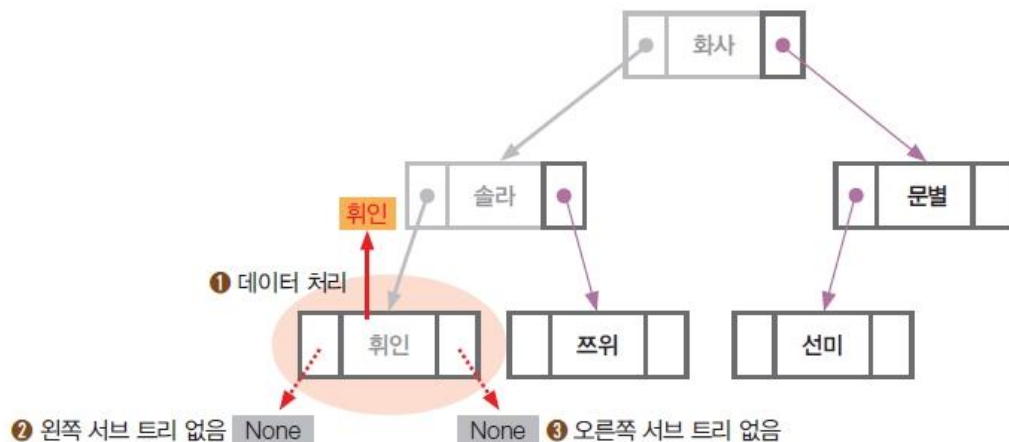 화사
솔라
문별
휘인
❶ 데이터 처리
휘인
쯔위
선미
❷ 왼쪽 서브 트리 없음 None
None ❸ 오른쪽 서브 트리 없음